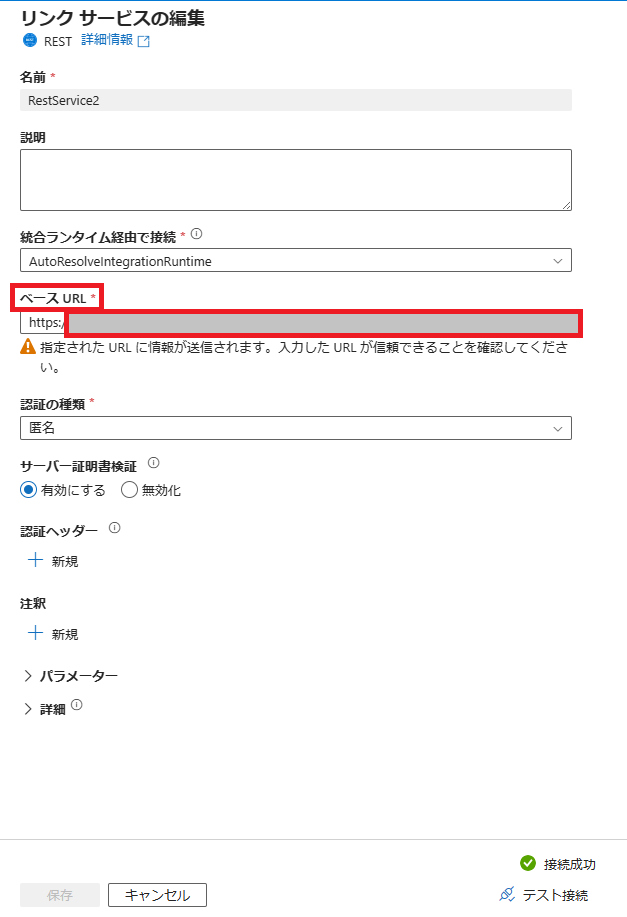 リンク サービスの編集
REST 詳細情報
名前 *
RestService2
説明
統合ランタイム経由で接続 *
AutoResolveIntegrationRuntime
ベース URL *
https:/
指定された URL に情報が送信されます。入力した URL が信頼できることを確認してくださ
い。
認証の種類 *
匿名
サーバー証明書検証
有効にする 無効化
認証ヘッダー
新規
注釈
新規
パラメーター
詳細
接続成功
保存 キャンセル テスト接続